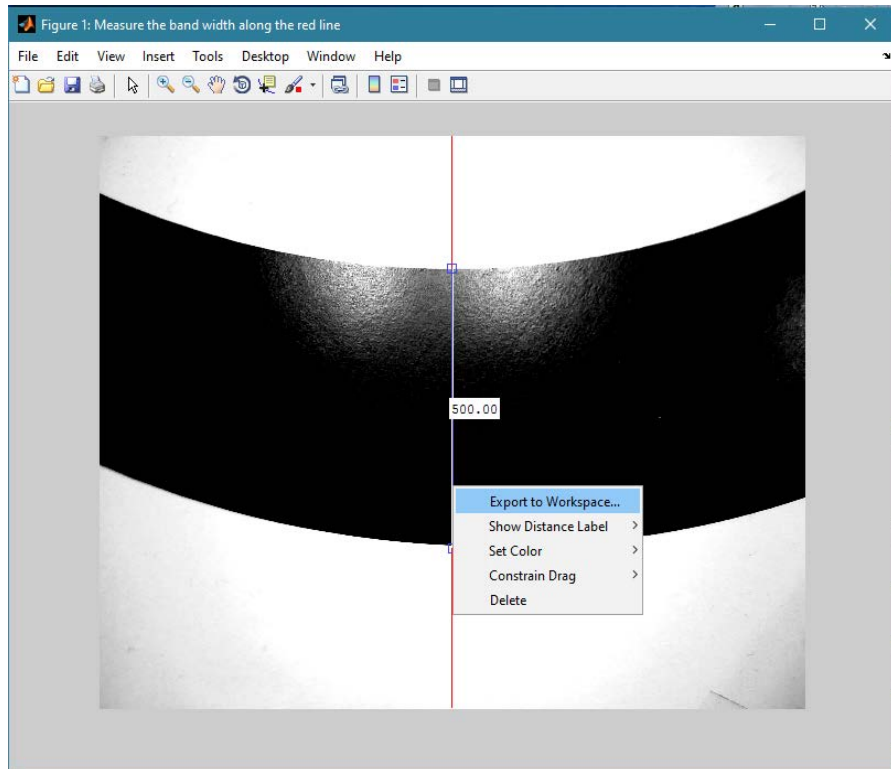 Figure 1: Measure the band width along the red line
File Edit View Insert Tools Desktop Window Help
500.00
Export to Workspace...
Show Distance Label
Set Color
Constrain Drag
Delete